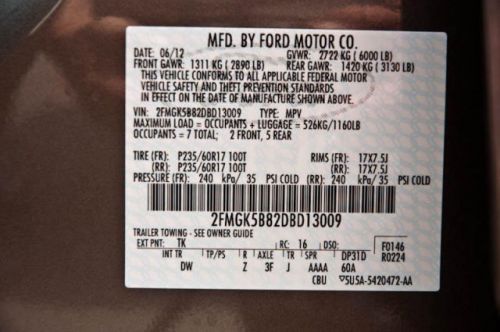 MFD. BY FORD MOTOR CO.
DATE: 06/12 GVWR: 2722 KG ( 6000 LB)
FRONT GAWR: 1311 KG ( 2890 LB) REAR GAWR: 1420 KG ( 3130 LB)
THIS VEHICLE CONFORMS TO ALL APPLICABLE FEDERAL MOTOR
VEHICLE SAFETY AND THEFT PREVENTION STANDARDS
IN EFFECT ON THE DATE OF MANUFACTURE SHOWN ABOVE.
VIN: 2FMGK5B82DBD13009 TYPE: MPV
MAXIMUM LOAD = OCCUPANTS + LUGGAGE = 526KG/1160LB
OCCUPANTS = 7 TOTAL; 2 FRONT, 5 REAR
TIRE (FR): P235/60R17 100T RIMS (FR): 17X7.5J
(RR): P235/60R17 100T (RR): 17X7.5J
PRESSURE (FR): 240 kPa/ 35 PSI COLD (RR): 240 kPa/ 35 PSI COLD
2FMGK5B82DBD13009
TRAILER TOWING - SEE OWNER GUIDE
EXT PNT: TK RC: 16 DSO: F0146
INT TR TP/PS R AXLE TR SPR DP31D R0224
DW Z 3F J AAAA 60A
CBU 5U5A-5420472-AA